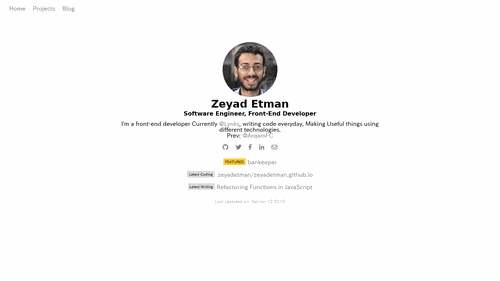 Home Projects Blog
Zeyad Etman
Software Engineer, Front-End Developer
I'm a front-end developer Currently @Lynks, writing code everyday, Making Useful things using
different technologies.
Prev: @ArqamFC
FEATURED bankeeper
Latest Coding zeyadetman/zeyadetman.github.io
Latest Writing Refactoring Functions in JavaScript
Last Updated on: Sat Jan 12 2019